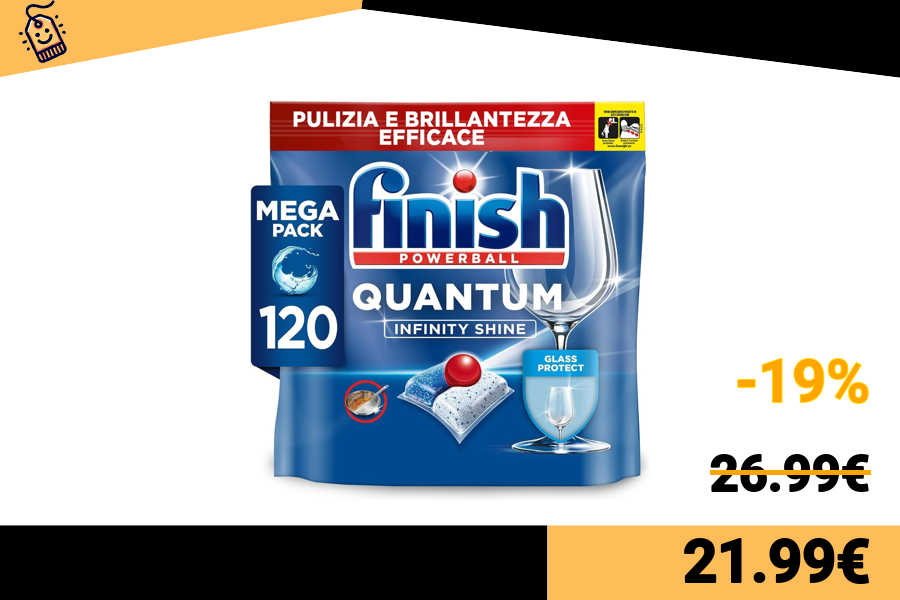 PULIZIA E BRILLANTEZZA
EFFICACE
MEGA
PACK
120
finish
POWERBALL
QUANTUM
INFINITY SHINE
GLASS
PROTECT
-19%
26.99€
21.99€